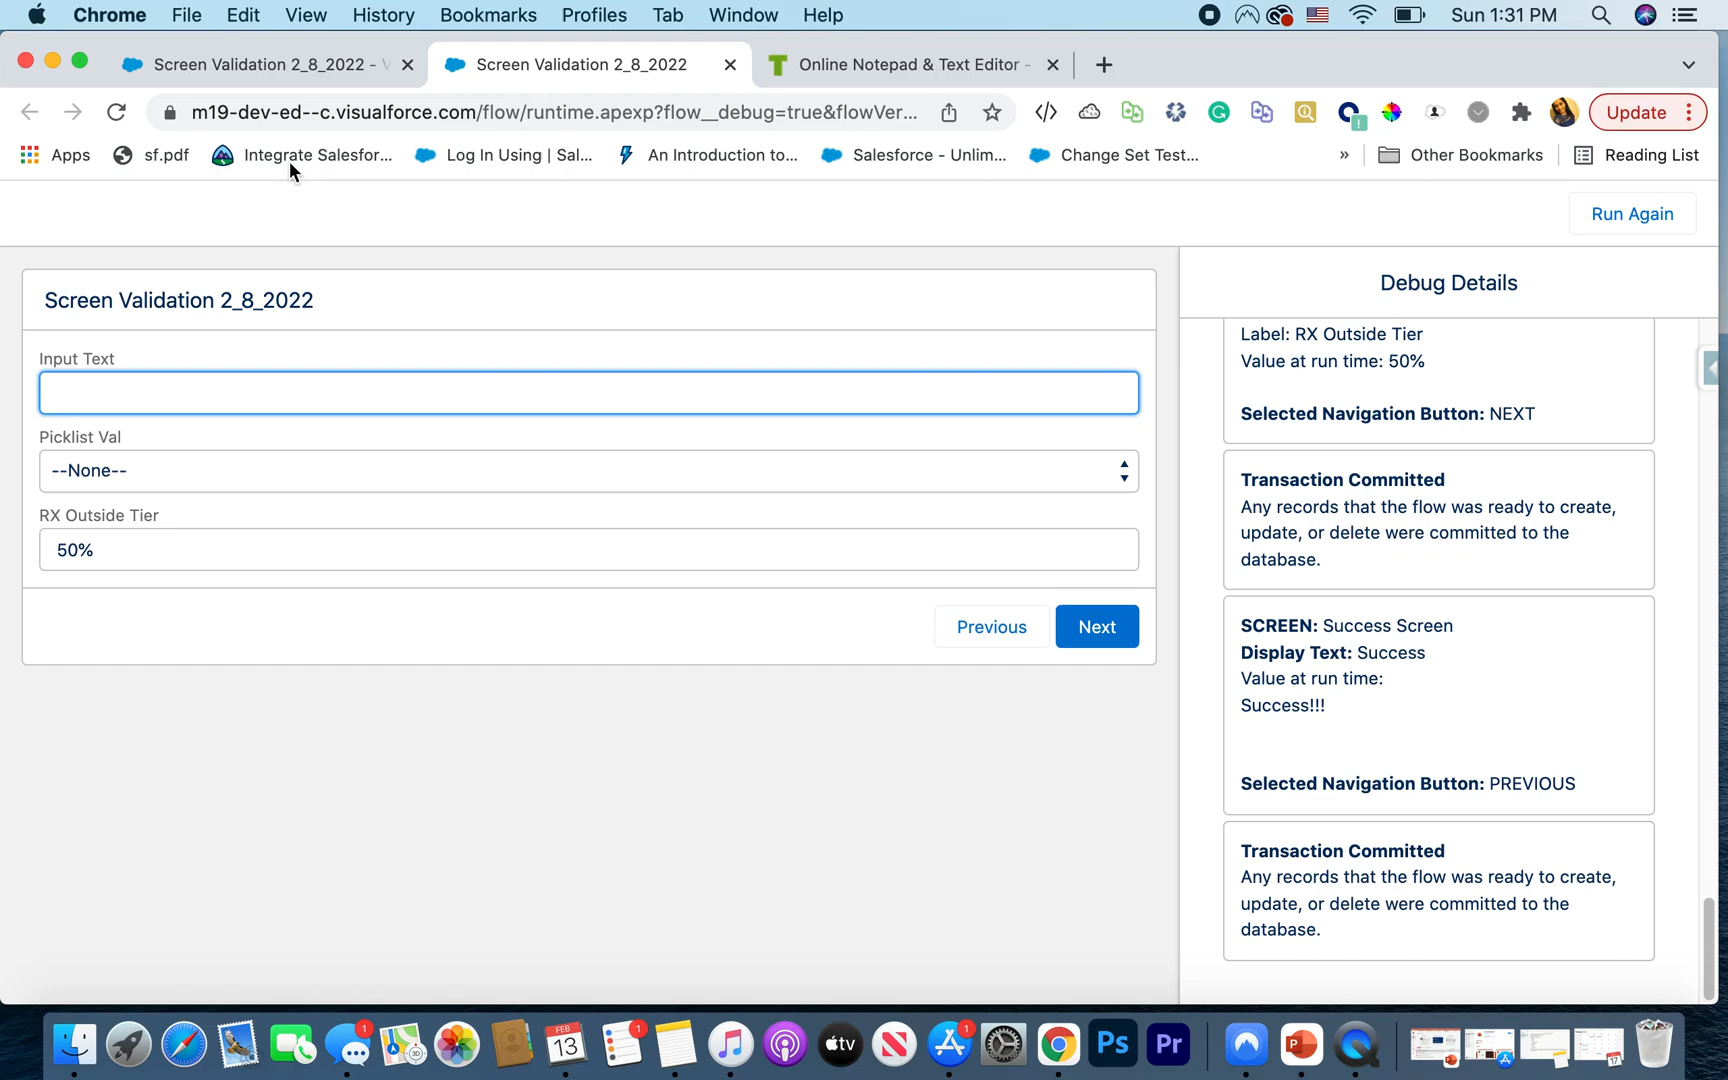 Chrome File Edit View History Bookmarks Profiles Tab Window Help Sun 1:31 PM
Screen Validation 2_8_2022 - Screen Validation 2_8_2022 Online Notepad & Text Editor -
m19-dev-ed--c.visualforce.com/flow/runtime.apexp?flow__debug=true&flowVer... Update
Apps sf.pdf Integrate Salesfor... Log In Using | Sal... An Introduction to... Salesforce - Unlim... Change Set Test... » Other Bookmarks Reading List
Run Again
Screen Validation 2_8_2022
Input Text
Picklist Val
--None--
RX Outside Tier
50%
Previous Next
Debug Details
Label: RX Outside Tier
Value at run time: 50%
Selected Navigation Button: NEXT
Transaction Committed
Any records that the flow was ready to create,
update, or delete were committed to the
database.
SCREEN: Success Screen
Display Text: Success
Value at run time:
Success!!!
Selected Navigation Button: PREVIOUS
Transaction Committed
Any records that the flow was ready to create,
update, or delete were committed to the
database.
1 FEB 13 1 tv 1 Ps Pr 17